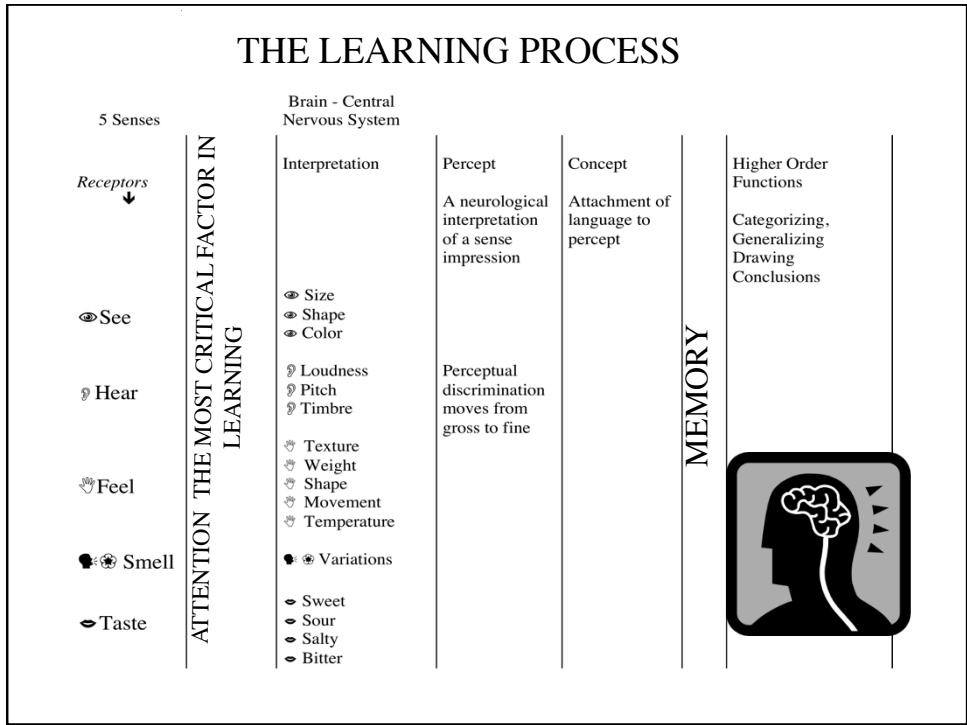 THE LEARNING PROCESS
5 Senses
Receptors
See
Hear
Feel
Smell
Taste
ATTENTION THE MOST CRITICAL FACTOR IN
LEARNING
Brain - Central
Nervous System
Interpretation
Size
Shape
Color
Loudness
Pitch
Timbre
Texture
Weight
Shape
Movement
Temperature
Variations
Sweet
Sour
Salty
Bitter
Percept
A neurological
interpretation
of a sense
impression
Perceptual
discrimination
moves from
gross to fine
Concept
Attachment of
language to
percept
MEMORY
Higher Order
Functions
Categorizing,
Generalizing
Drawing
Conclusions